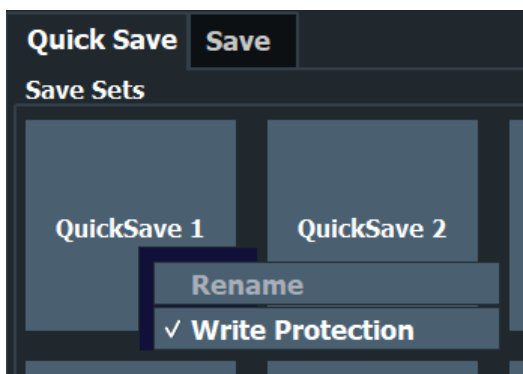 Quick Save Save
Save Sets
QuickSave 1 QuickSave 2
Rename
✓ Write Protection